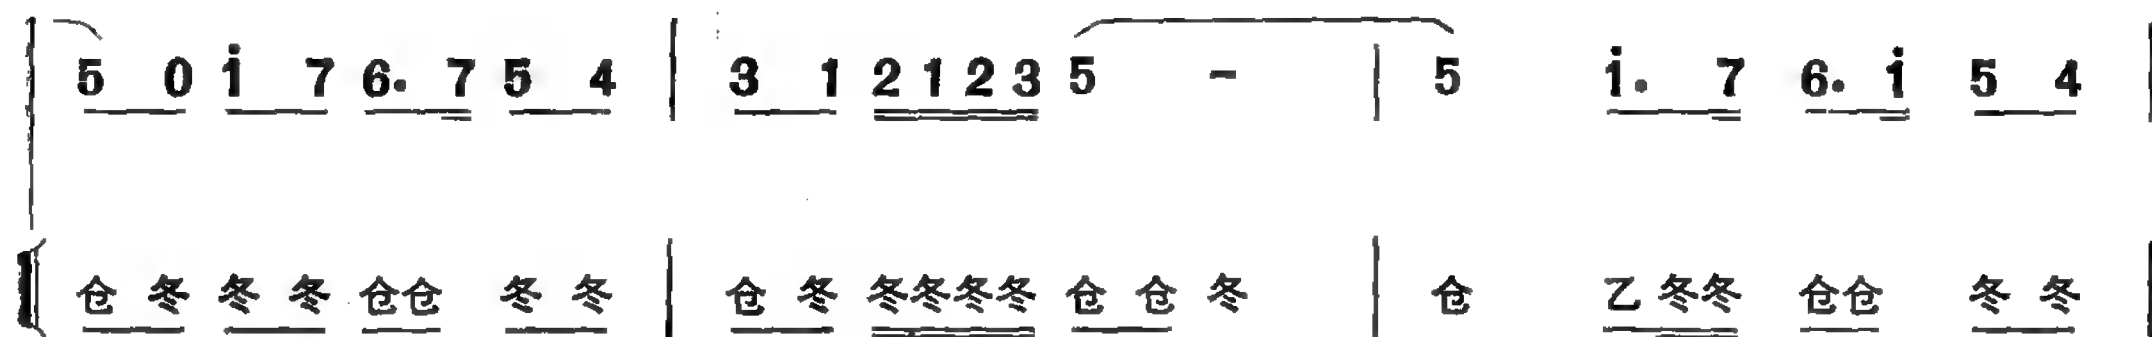 5 0 i 7 6. 7 5 4 | 3 1 2 1 2 3 5 - | 5 i. 7 6. i 5 4 |
仓 冬 冬 冬 仓仓 冬 冬 | 仓 冬 冬冬冬冬 仓 仓 冬 | 仓 乙 冬冬 仓仓 冬 冬 |